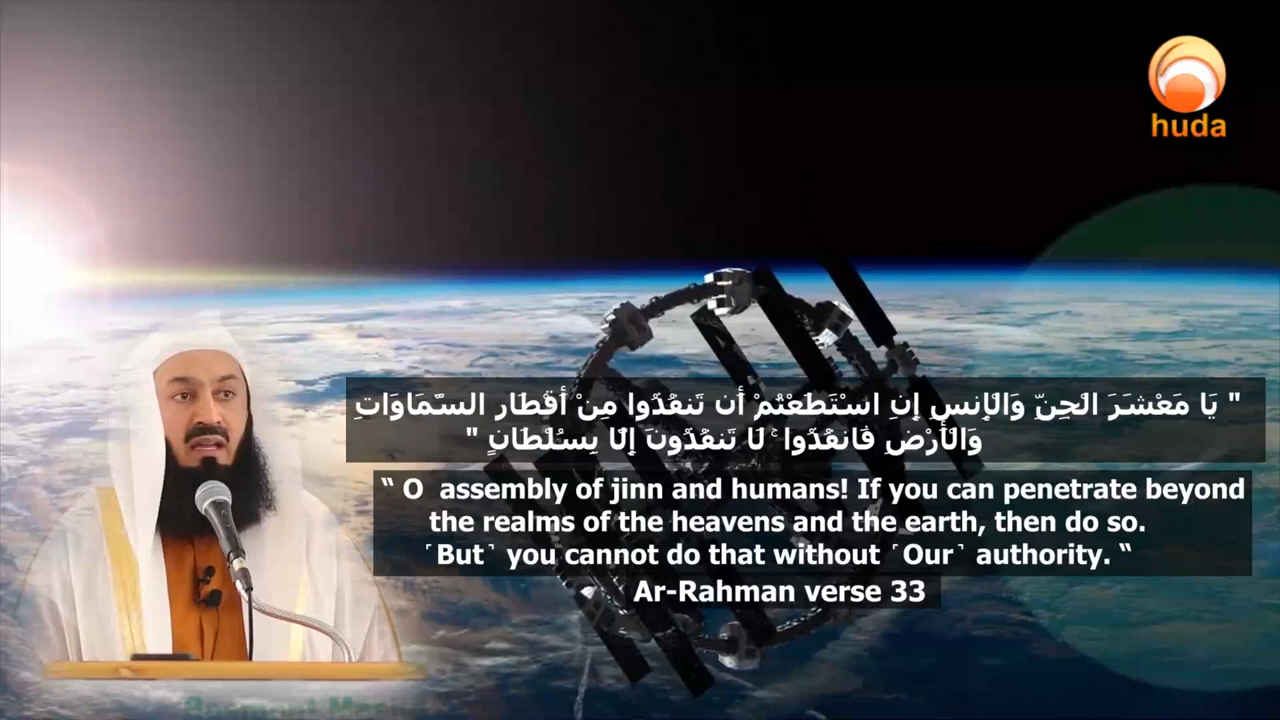 huda
" يَا مَعْشَرَ الْجِنِّ وَالْإِنسِ إِنِ اسْتَطَعْتُمْ أَن تَنفُذُوا مِنْ أَقْطَارِ السَّمَاوَاتِ
وَالْأَرْضِ فَانفُذُوا ۚ لَا تَنفُذُونَ إِلَّا بِسُلْطَانٍ "
“ O assembly of jinn and humans! If you can penetrate beyond
the realms of the heavens and the earth, then do so.
˹But˺ you cannot do that without ˹Our˺ authority. “
Ar-Rahman verse 33